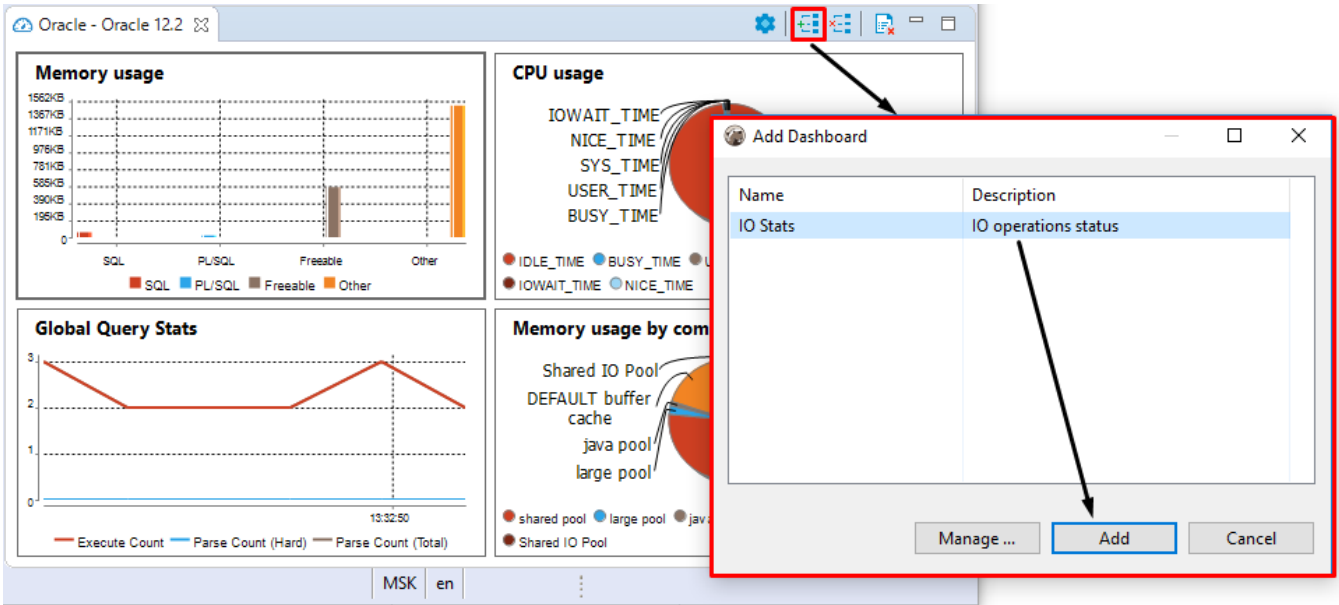 Oracle - Oracle 12.2
Memory usage
1562KB
1367KB
1171KB
976KB
781KB
585KB
390KB
195KB
0
SQL PL/SQL Freeable Other
SQL PL/SQL Freeable Other
CPU usage
IOWAIT_TIME
NICE_TIME
SYS_TIME
USER_TIME
BUSY_TIME
IDLE_TIME BUSY_TIME
IOWAIT_TIME NICE_TIME
Global Query Stats
3
2
1
0
13:32:50
Execute Count Parse Count (Hard) Parse Count (Total)
Memory usage by com
Shared IO Pool
DEFAULT buffer
cache
java pool
large pool
shared pool large pool
Shared IO Pool
MSK en
Add Dashboard
Name Description
IO Stats IO operations status
Manage ... Add Cancel